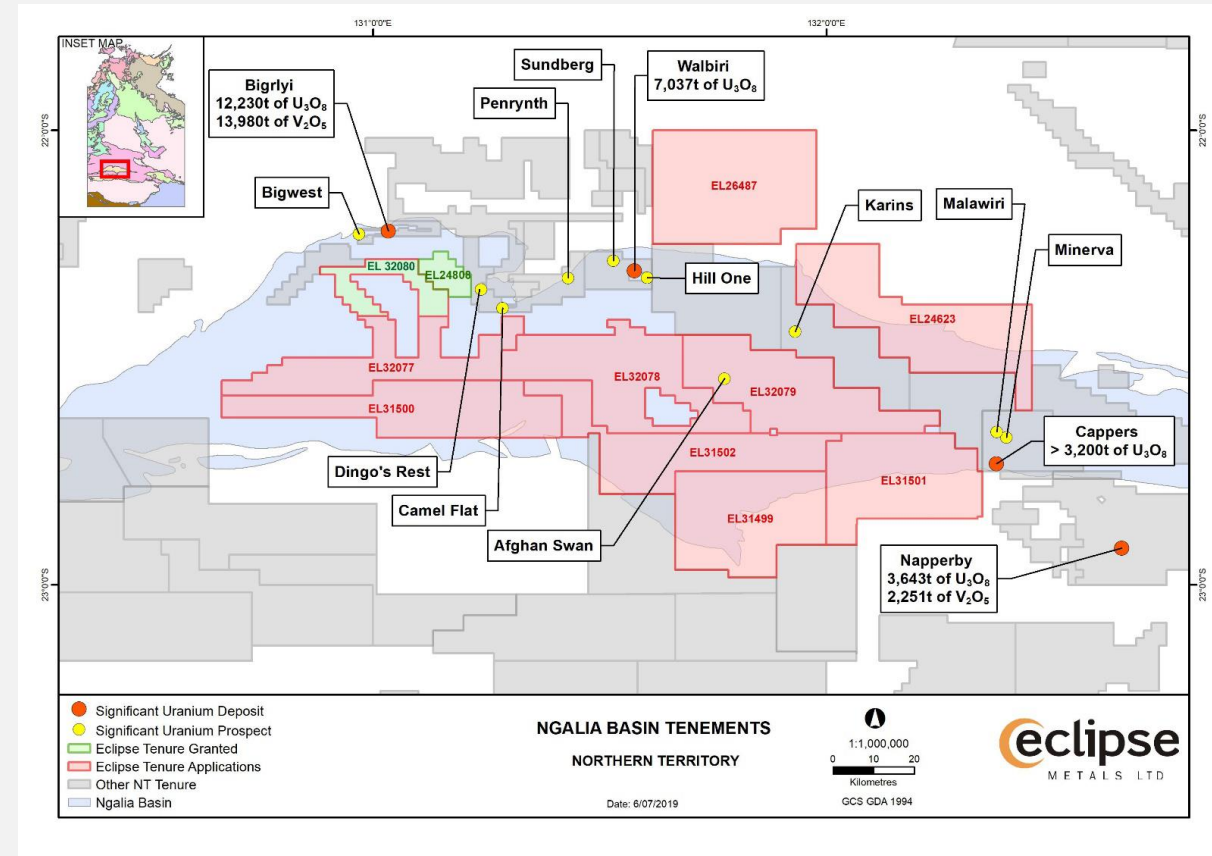 131°0'0"E
132°0'0"E
INSET MAP
22°0'0"S
22°0'0"S
Bigrlyi
12,230t of U₃O₈
13,980t of V₂O₅
Sundberg
Walbiri
7,037t of U₃O₈
Penrynth
Bigwest
EL26487
Karins
Malawiri
Minerva
EL 32080
EL24808
Hill One
EL24623
EL32077
EL32078
EL32079
EL31500
Cappers
> 3,200t of U₃O₈
Dingo's Rest
EL31502
EL31501
Camel Flat
EL31499
Afghan Swan
Napperby
3,643t of U₃O₈
2,251t of V₂O₅
23°0'0"S
23°0'0"S
Significant Uranium Deposit
Significant Uranium Prospect
Eclipse Tenure Granted
Eclipse Tenure Applications
Other NT Tenure
Ngalia Basin
NGALIA BASIN TENEMENTS
NORTHERN TERRITORY
Date: 6/07/2019
1:1,000,000
0 10 20
Kilometres
GCS GDA 1994
eclipse
METALS LTD